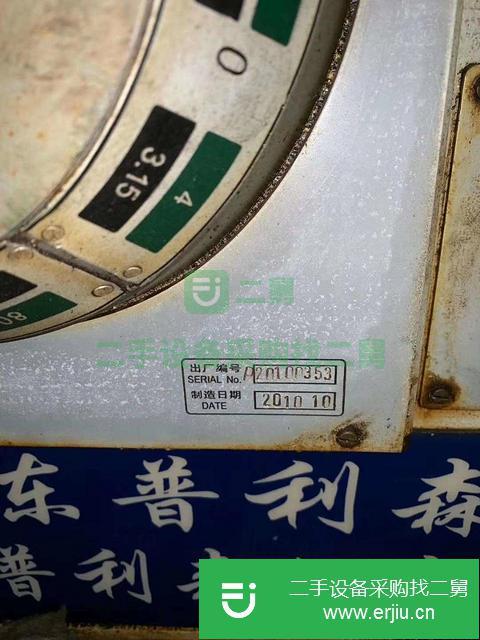 0
3.15
4
80
二舅
二手设备采购找二舅
出厂编号
SERIAL No. P20100353
制造日期
DATE 2010 10
东普利森
普利
二手设备采购找二舅
www.erjiu.cn